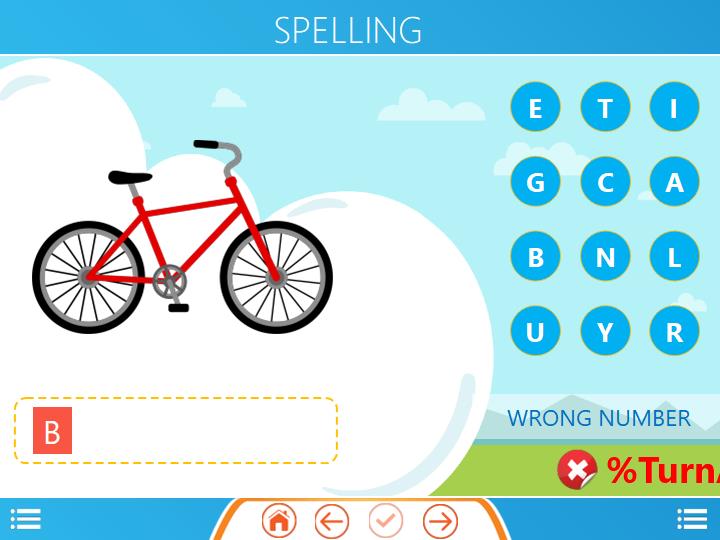 SPELLING
E T I
G C A
B N L
U Y R
B
WRONG NUMBER
%Turn